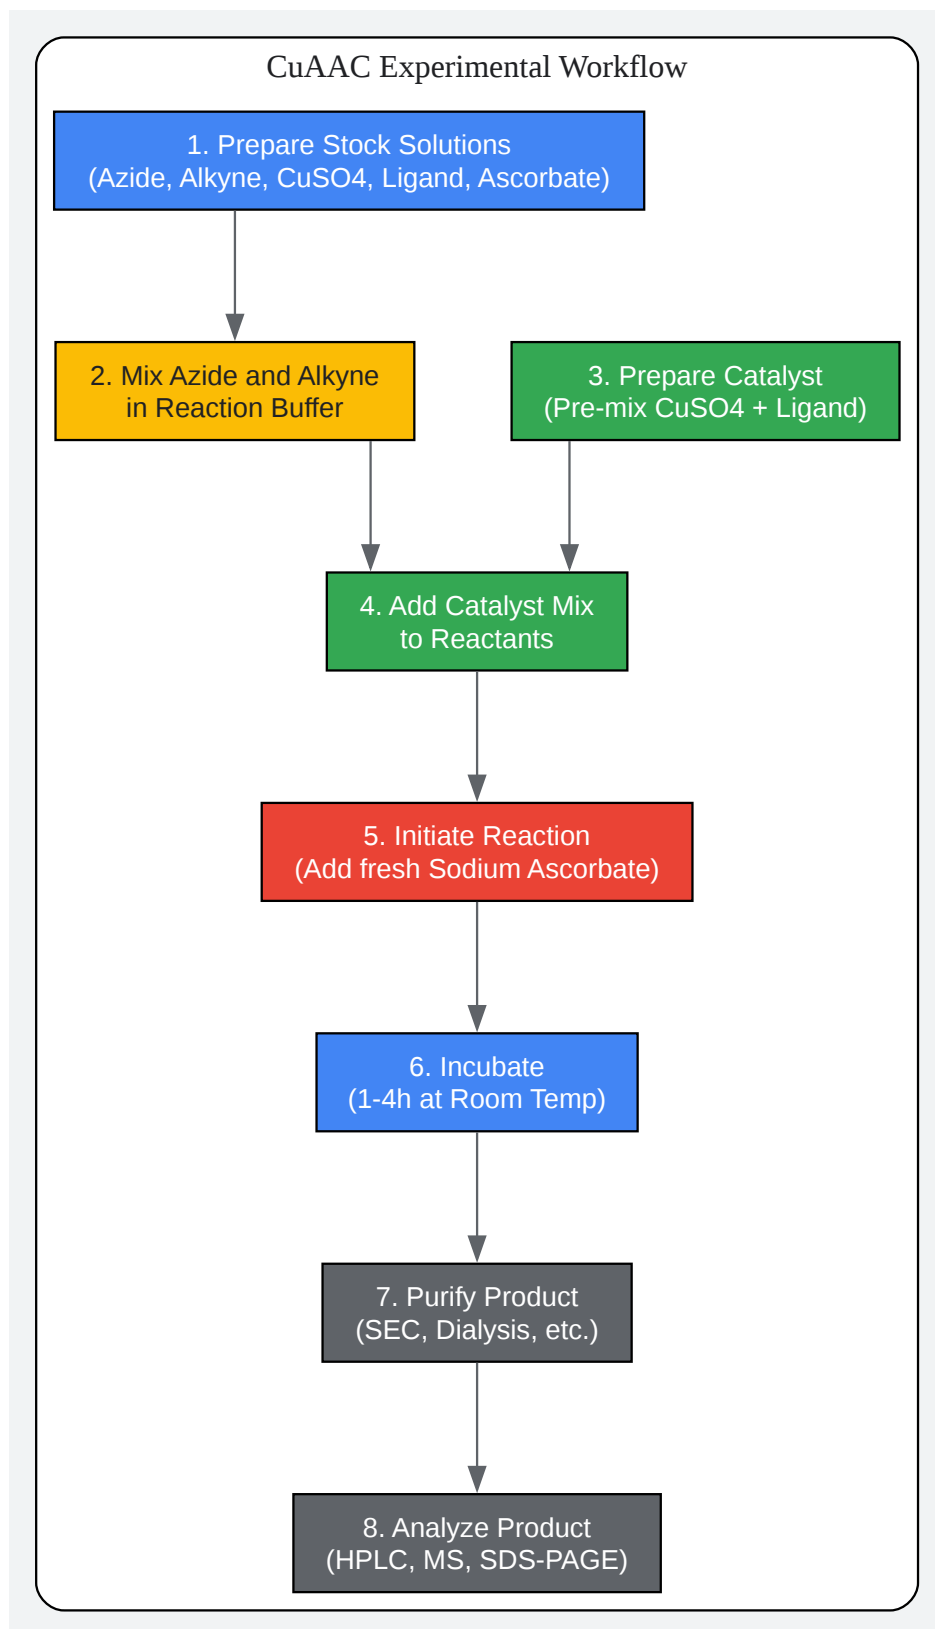 CuAAC Experimental Workflow
1. Prepare Stock Solutions
(Azide, Alkyne, CuSO4, Ligand, Ascorbate)
2. Mix Azide and Alkyne
in Reaction Buffer
3. Prepare Catalyst
(Pre-mix CuSO4 + Ligand)
4. Add Catalyst Mix
to Reactants
5. Initiate Reaction
(Add fresh Sodium Ascorbate)
6. Incubate
(1-4h at Room Temp)
7. Purify Product
(SEC, Dialysis, etc.)
8. Analyze Product
(HPLC, MS, SDS-PAGE)